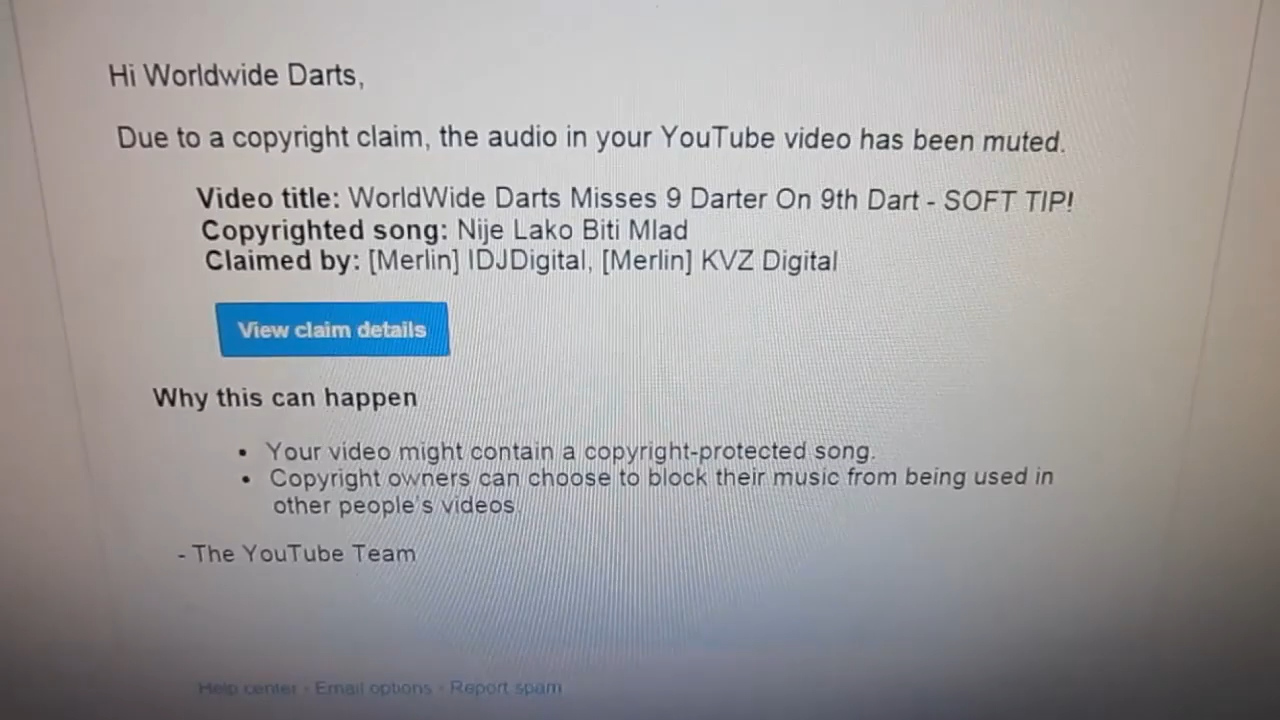 Hi Worldwide Darts,
Due to a copyright claim, the audio in your YouTube video has been muted.
Video title: WorldWide Darts Misses 9 Darter On 9th Dart - SOFT TIP!
Copyrighted song: Nije Lako Biti Mlad
Claimed by: [Merlin] IDJDigital, [Merlin] KVZ Digital
View claim details
Why this can happen
• Your video might contain a copyright-protected song.
• Copyright owners can choose to block their music from being used in
other people's videos.
- The YouTube Team
Help center • Email options • Report spam